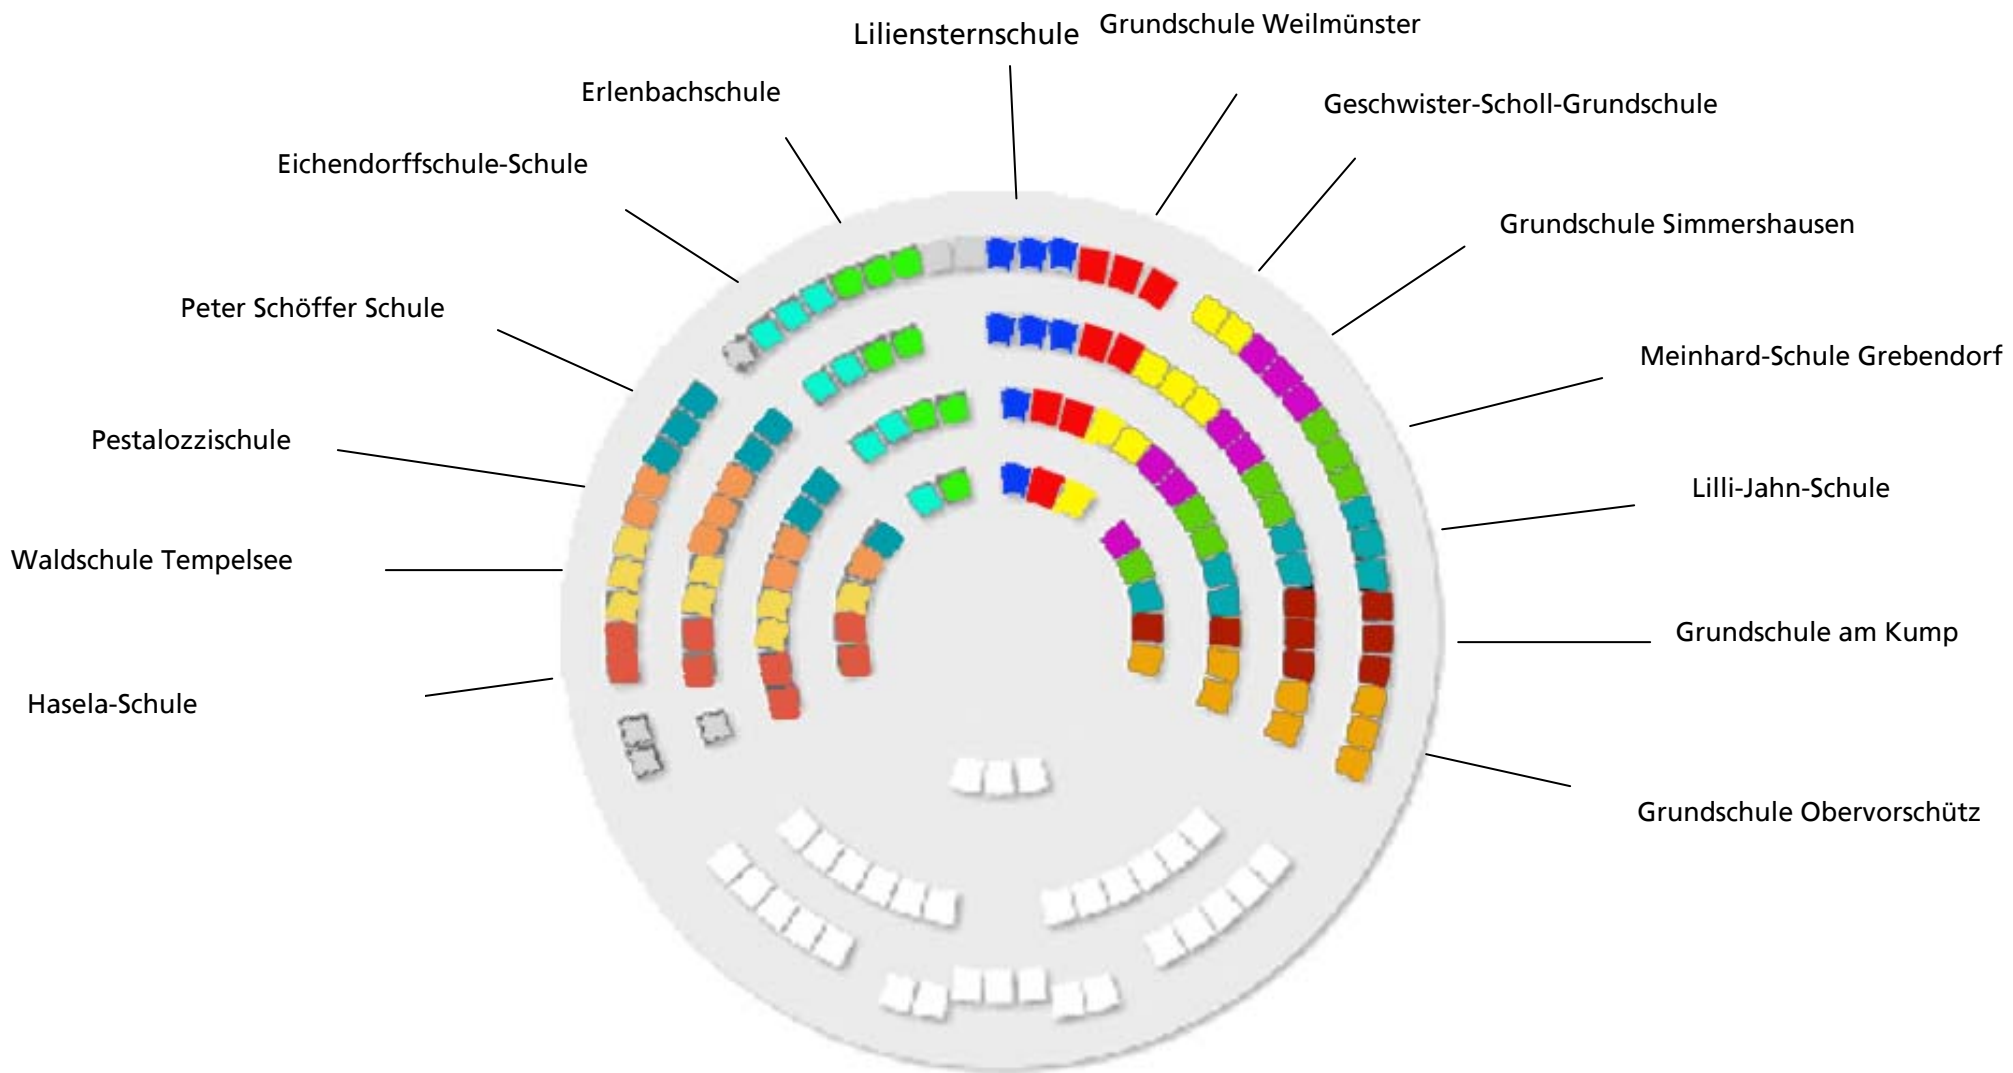 Liliensternschule
Grundschule Weilmünster
Erlenbachschule
Geschwister-Scholl-Grundschule
Eichendorffschule-Schule
Grundschule Simmershausen
Peter Schöffer Schule
Meinhard-Schule Grebendorf
Pestalozzischule
Lilli-Jahn-Schule
Waldschule Tempelsee
Grundschule am Kump
Hasela-Schule
Grundschule Obervorschütz